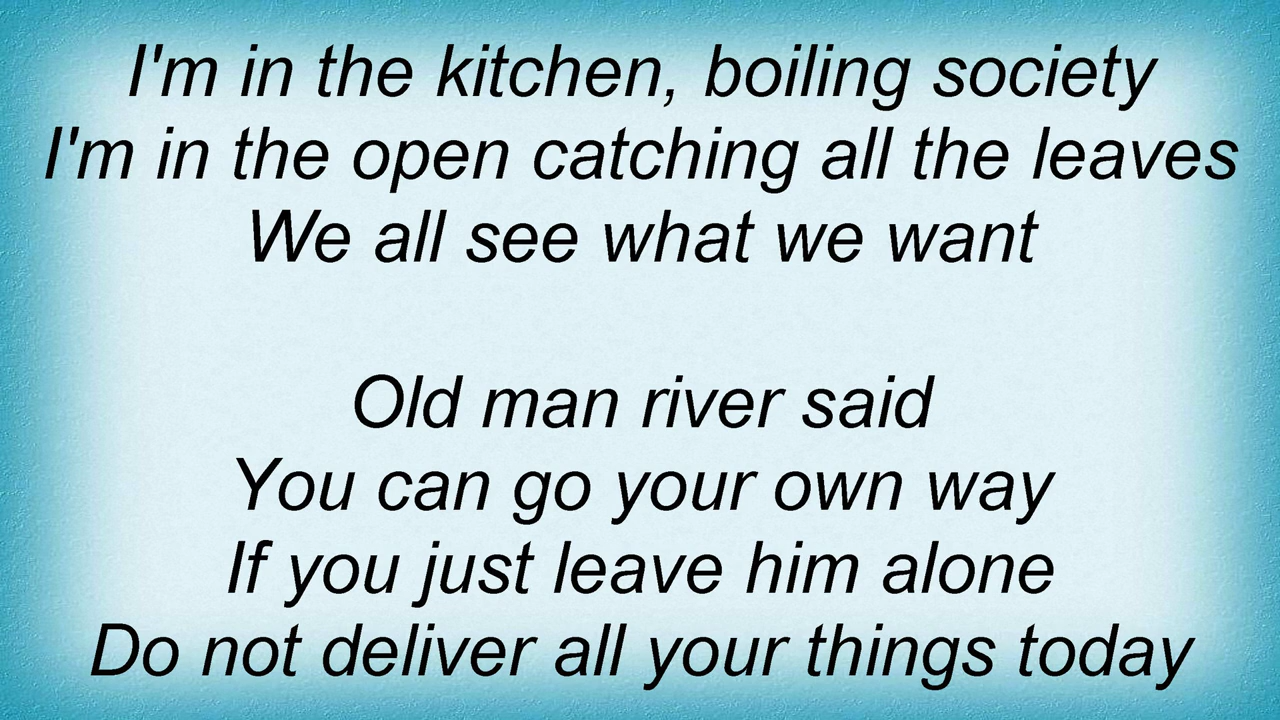 I'm in the kitchen, boiling society
I'm in the open catching all the leaves
We all see what we want
Old man river said
You can go your own way
If you just leave him alone
Do not deliver all your things today